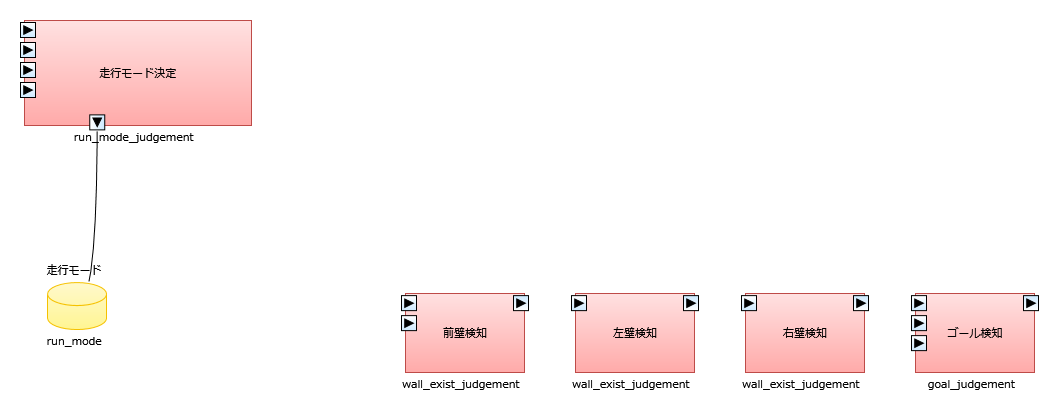 走行モード決定
run_mode_judgement
走行モード
run_mode
前壁検知
wall_exist_judgement
左壁検知
wall_exist_judgement
右壁検知
wall_exist_judgement
ゴール検知
goal_judgement